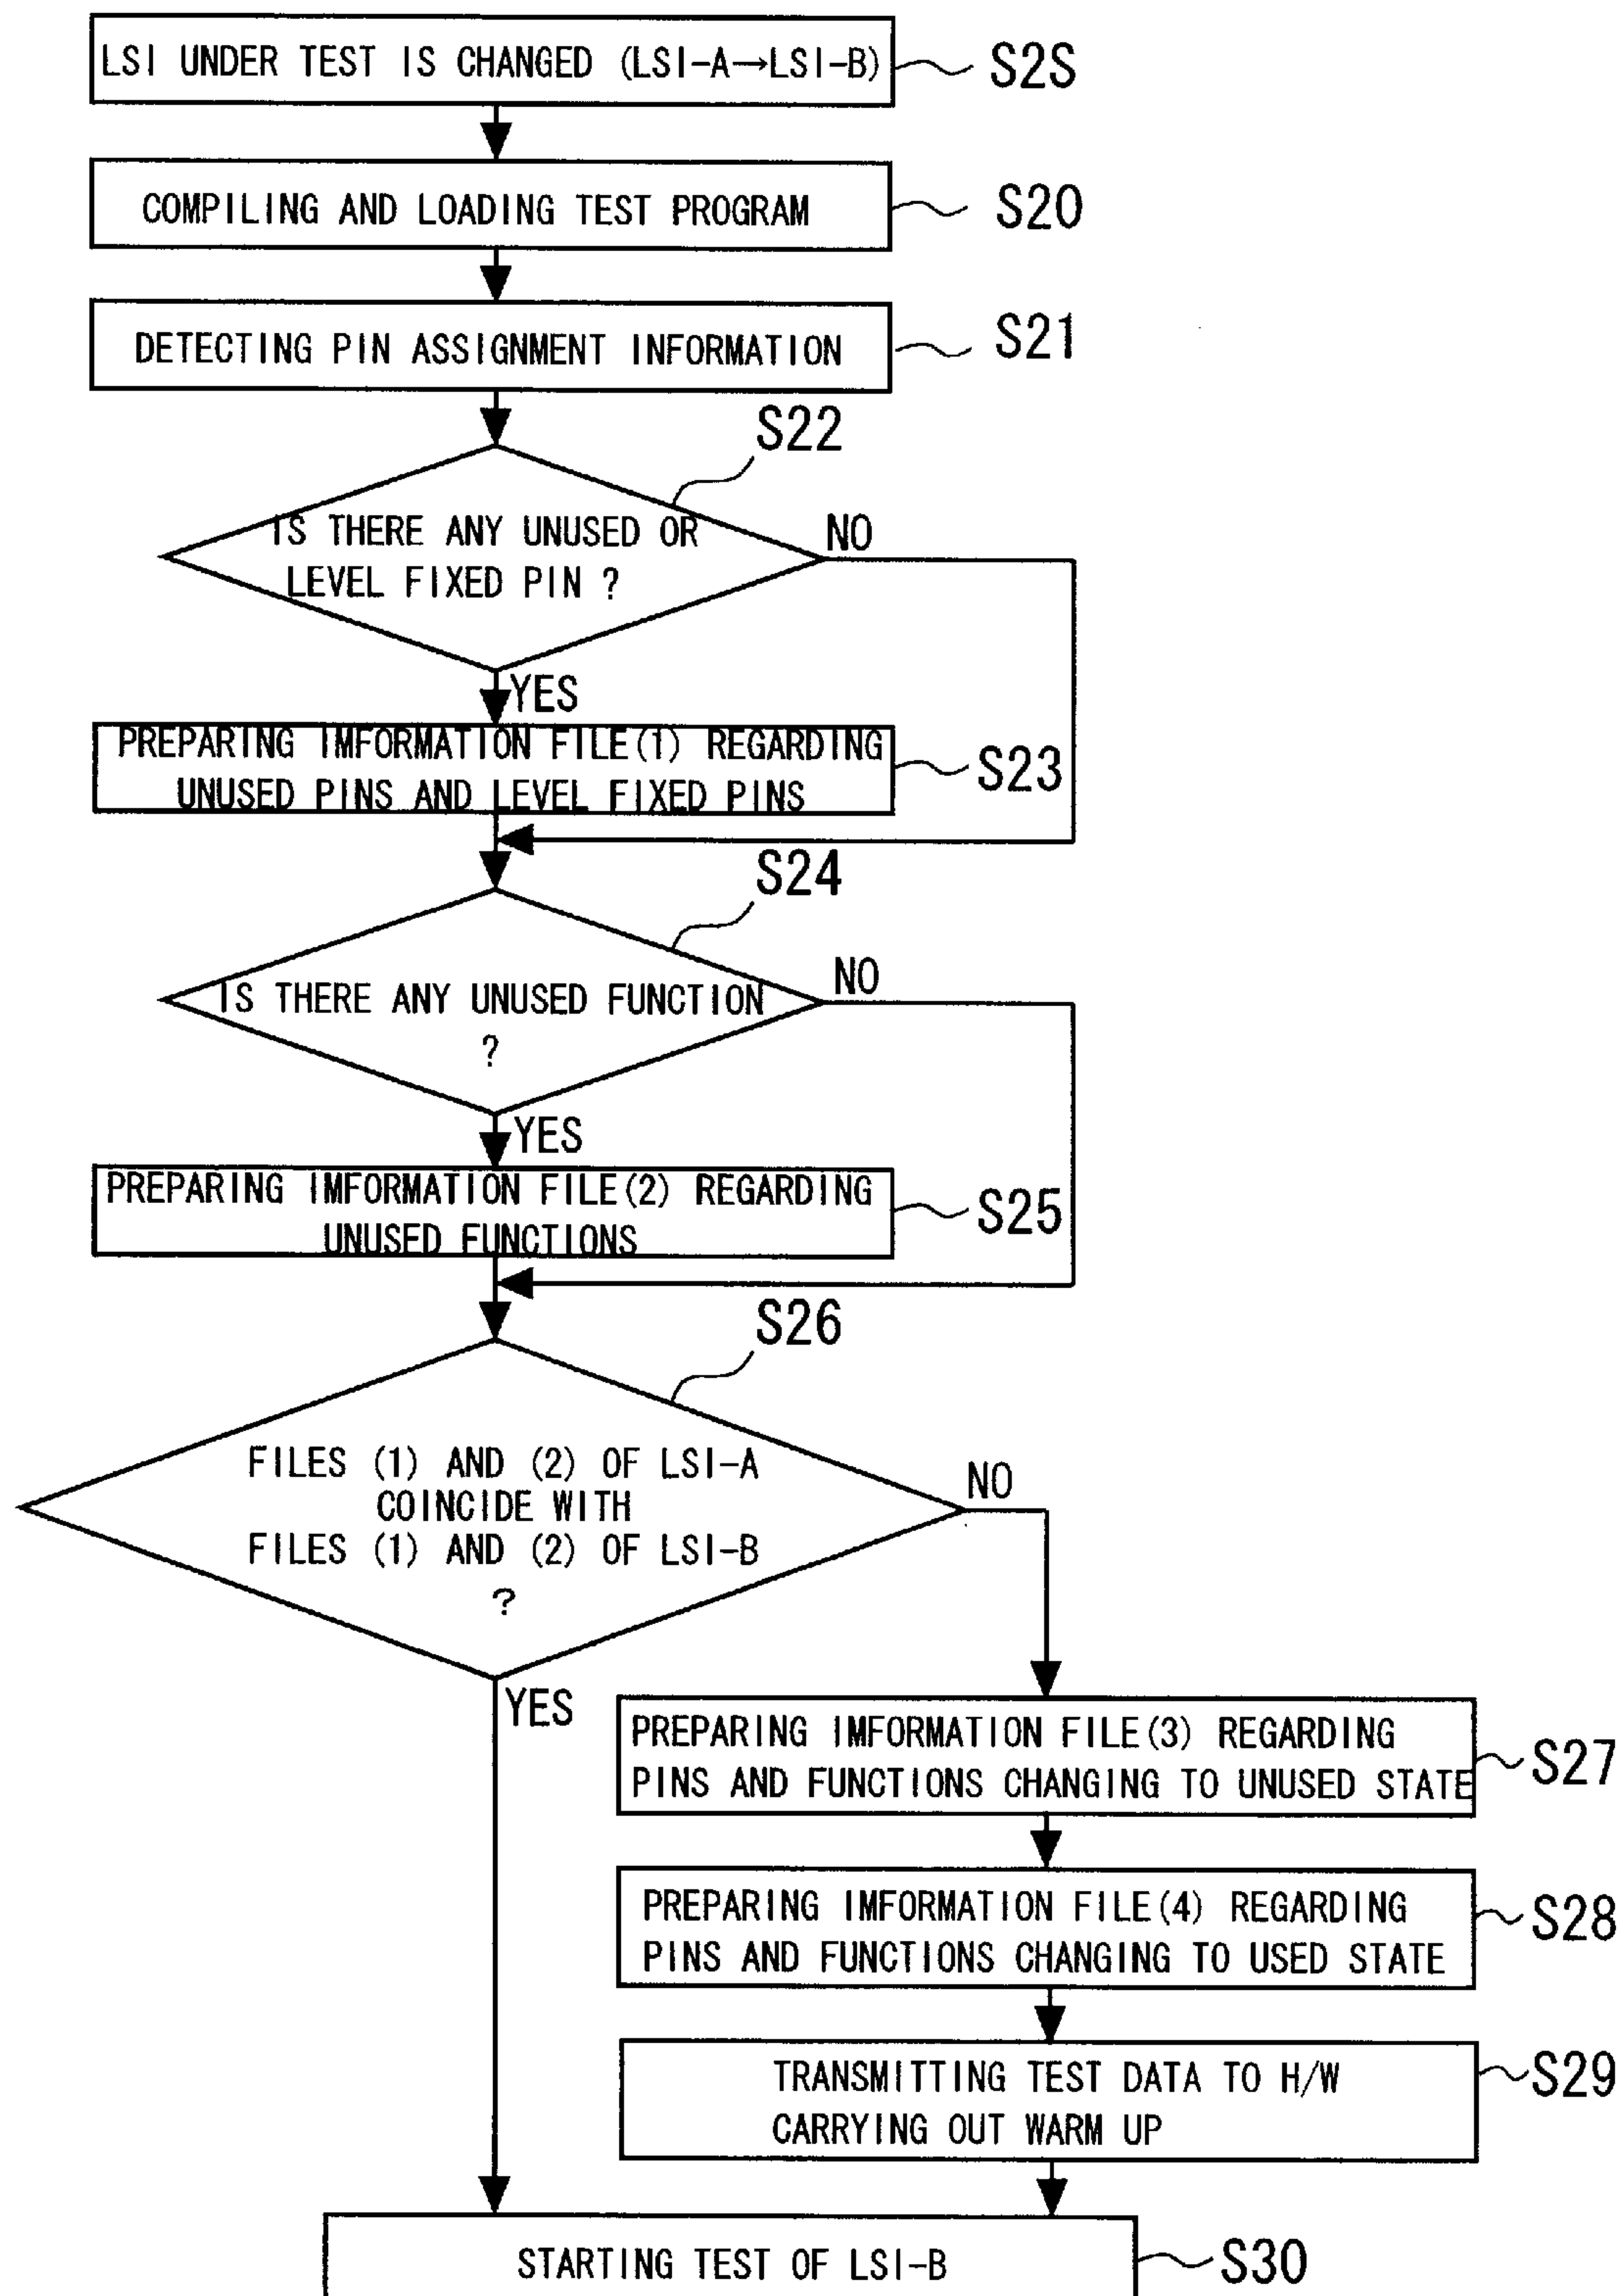 LSI UNDER TEST IS CHANGED (LSI-A→LSI-B)
S2S
COMPILING AND LOADING TEST PROGRAM
S20
DETECTING PIN ASSIGNMENT INFORMATION
S21
S22
IS THERE ANY UNUSED OR
LEVEL FIXED PIN ?
NO
YES
PREPARING IMFORMATION FILE(1) REGARDING
UNUSED PINS AND LEVEL FIXED PINS
S23
S24
IS THERE ANY UNUSED FUNCTION
?
NO
YES
PREPARING IMFORMATION FILE(2) REGARDING
UNUSED FUNCTIONS
S25
S26
FILES (1) AND (2) OF LSI-A
COINCIDE WITH
FILES (1) AND (2) OF LSI-B
?
NO
YES
PREPARING IMFORMATION FILE(3) REGARDING
PINS AND FUNCTIONS CHANGING TO UNUSED STATE
S27
PREPARING IMFORMATION FILE(4) REGARDING
PINS AND FUNCTIONS CHANGING TO USED STATE
S28
TRANSMITTING TEST DATA TO H/W
CARRYING OUT WARM UP
S29
STARTING TEST OF LSI-B
S30